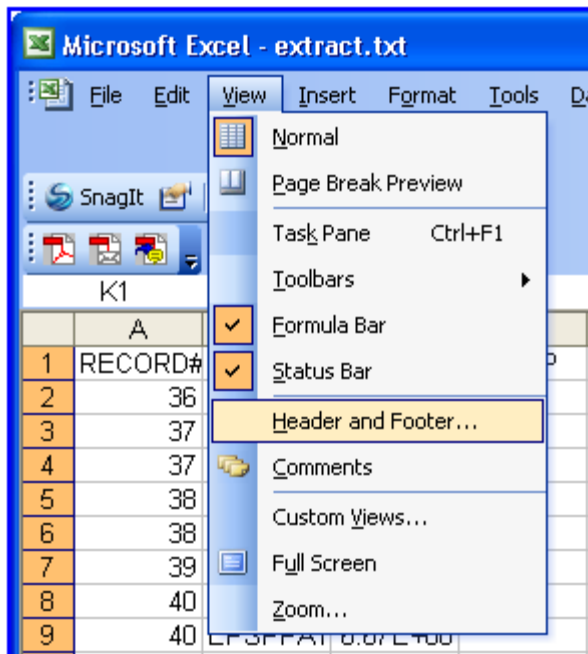 Microsoft Excel - extract.txt
File Edit View Insert Format Tools
Normal
SnagIt Page Break Preview
Task Pane Ctrl+F1
Toolbars
K1
Formula Bar
A
1 RECORD# Status Bar P
2 36
3 37 Header and Footer...
4 37 Comments
5 38
6 38 Custom Views...
7 39 Full Screen
8 40 Zoom...
9 40